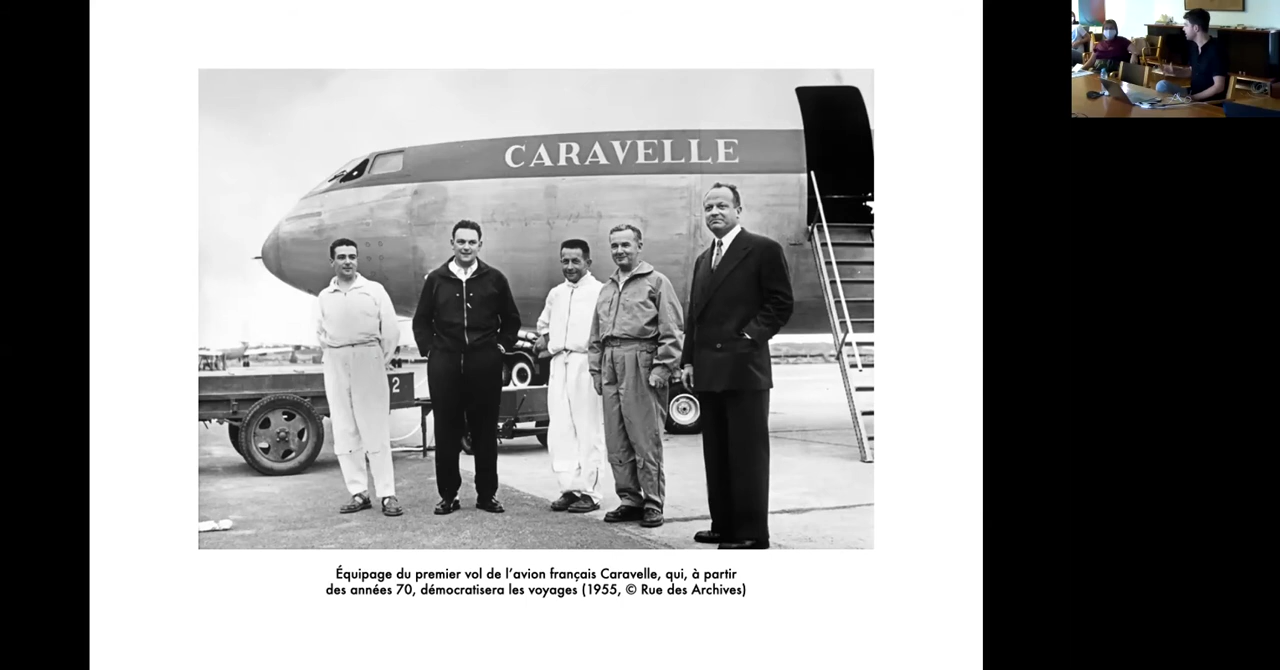 CARAVELLE
2
Équipage du premier vol de l’avion français Caravelle, qui, à partir
des années 70, démocratisera les voyages (1955, © Rue des Archives)